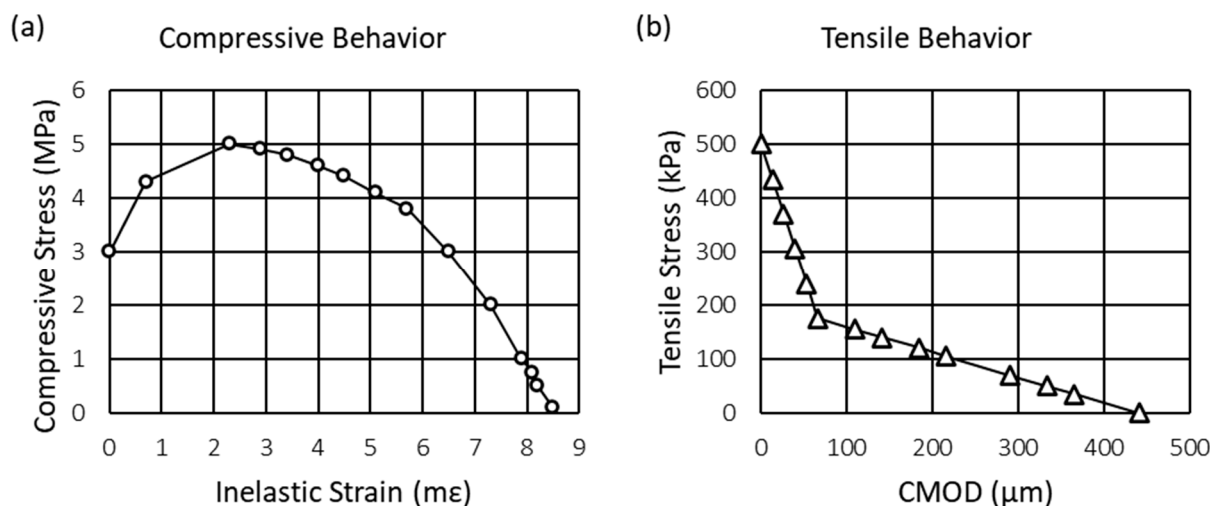 (a)
Compressive Behavior
Compressive Stress (MPa)
6
5
4
3
2
1
0
0 1 2 3 4 5 6 7 8 9
Inelastic Strain (mε)
(b)
Tensile Behavior
Tensile Stress (kPa)
600
500
400
300
200
100
0
0 100 200 300 400 500
CMOD (μm)